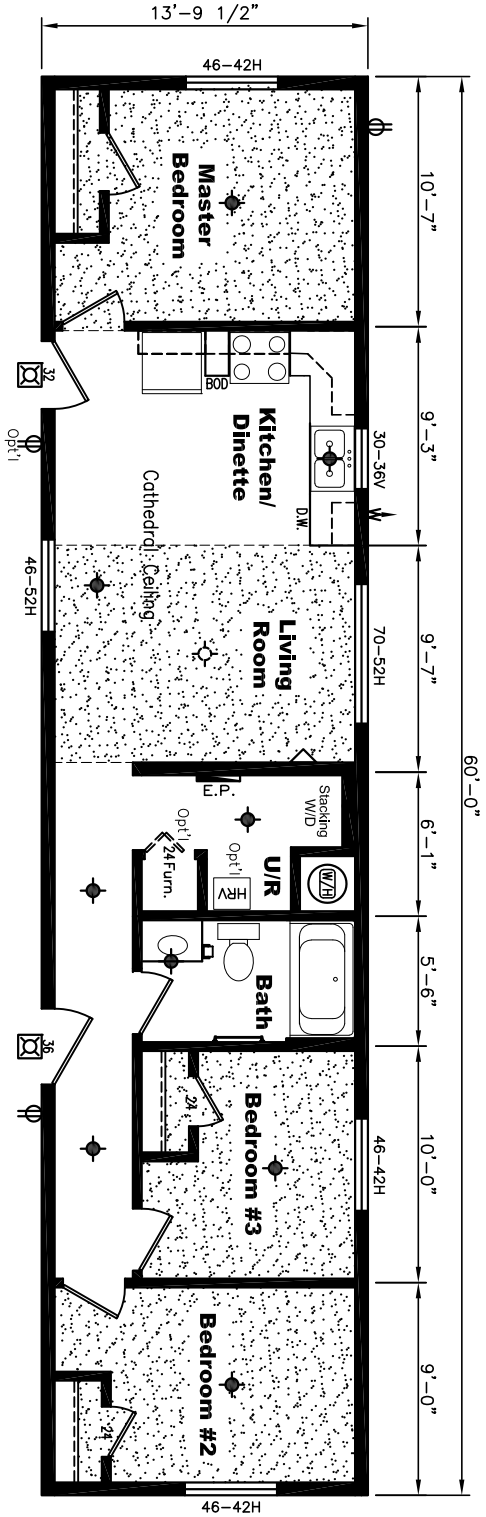 13'-9 1/2"
46-42H
10'-7"
9'-3"
9'-7"
6'-1"
5'-6"
10'-0"
9'-0"
60'-0"
Master
Bedroom
32
Opt'l
BOD
Kitchen/
Dinette
30-36V
D.W.
W
Cathedral Ceiling
46-52H
Living
Room
70-52H
E.P.
Stacking
W/D
Opt'l
24
Furn.
Opt'l
HRV
U/R
W/H
Bath
36
24
Bedroom #3
46-42H
Bedroom #2
24
46-42H